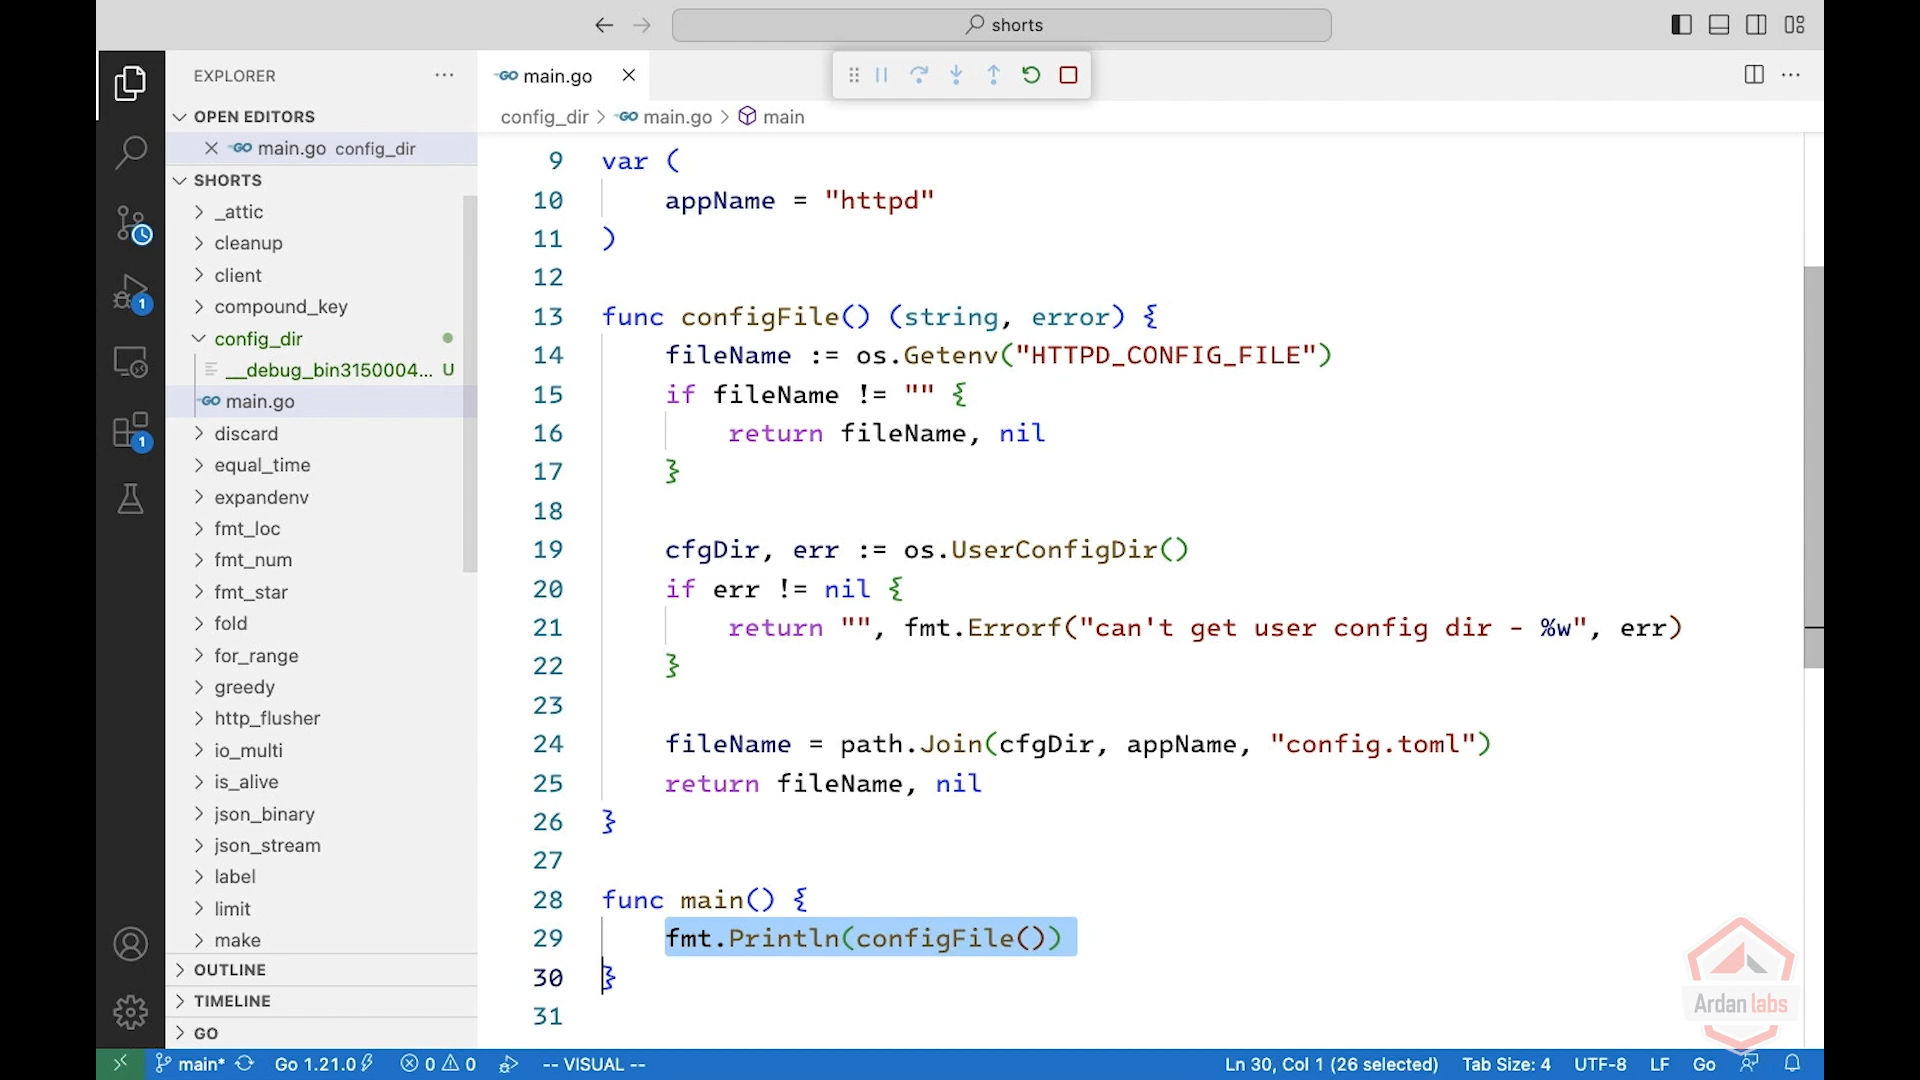 shorts
EXPLORER
main.go
OPEN EDITORS
main.go config_dir
config_dir > main.go > main
SHORTS
_attic
cleanup
client
compound_key
config_dir
__debug_bin3150004... U
main.go
discard
equal_time
expandenv
fmt_loc
fmt_num
fmt_star
fold
for_range
greedy
http_flusher
io_multi
is_alive
json_binary
json_stream
label
limit
make
OUTLINE
TIMELINE
GO
1
1
9 var (
10 appName = "httpd"
11 )
12
13 func configFile() (string, error) {
14 fileName := os.Getenv("HTTPD_CONFIG_FILE")
15 if fileName != "" {
16 return fileName, nil
17 }
18
19 cfgDir, err := os.UserConfigDir()
20 if err != nil {
21 return "", fmt.Errorf("can't get user config dir - %w", err)
22 }
23
24 fileName = path.Join(cfgDir, appName, "config.toml")
25 return fileName, nil
26 }
27
28 func main() {
29 fmt.Println(configFile())
30 }
31
Ardan labs
main* Go 1.21.0 0 0 -- VISUAL -- Ln 30, Col 1 (26 selected) Tab Size: 4 UTF-8 LF Go